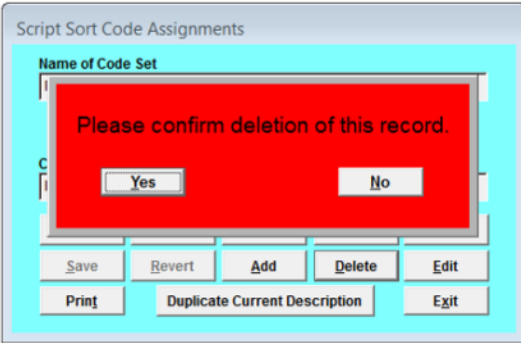 Script Sort Code Assignments
Name of Code Set
Please confirm deletion of this record.
Yes No
Save Revert Add Delete Edit
Print Duplicate Current Description Exit